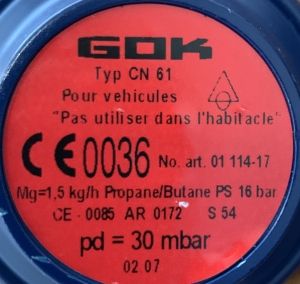 GOK
Typ CN 61
Pour vehicules
"Pas utiliser dans l'habitacle"
CE 0036 No. art. 01 114-17
Mg=1,5 kg/h Propane/Butane PS 16 bar
CE - 0085 AR 0172 S 54
pd = 30 mbar
02.07